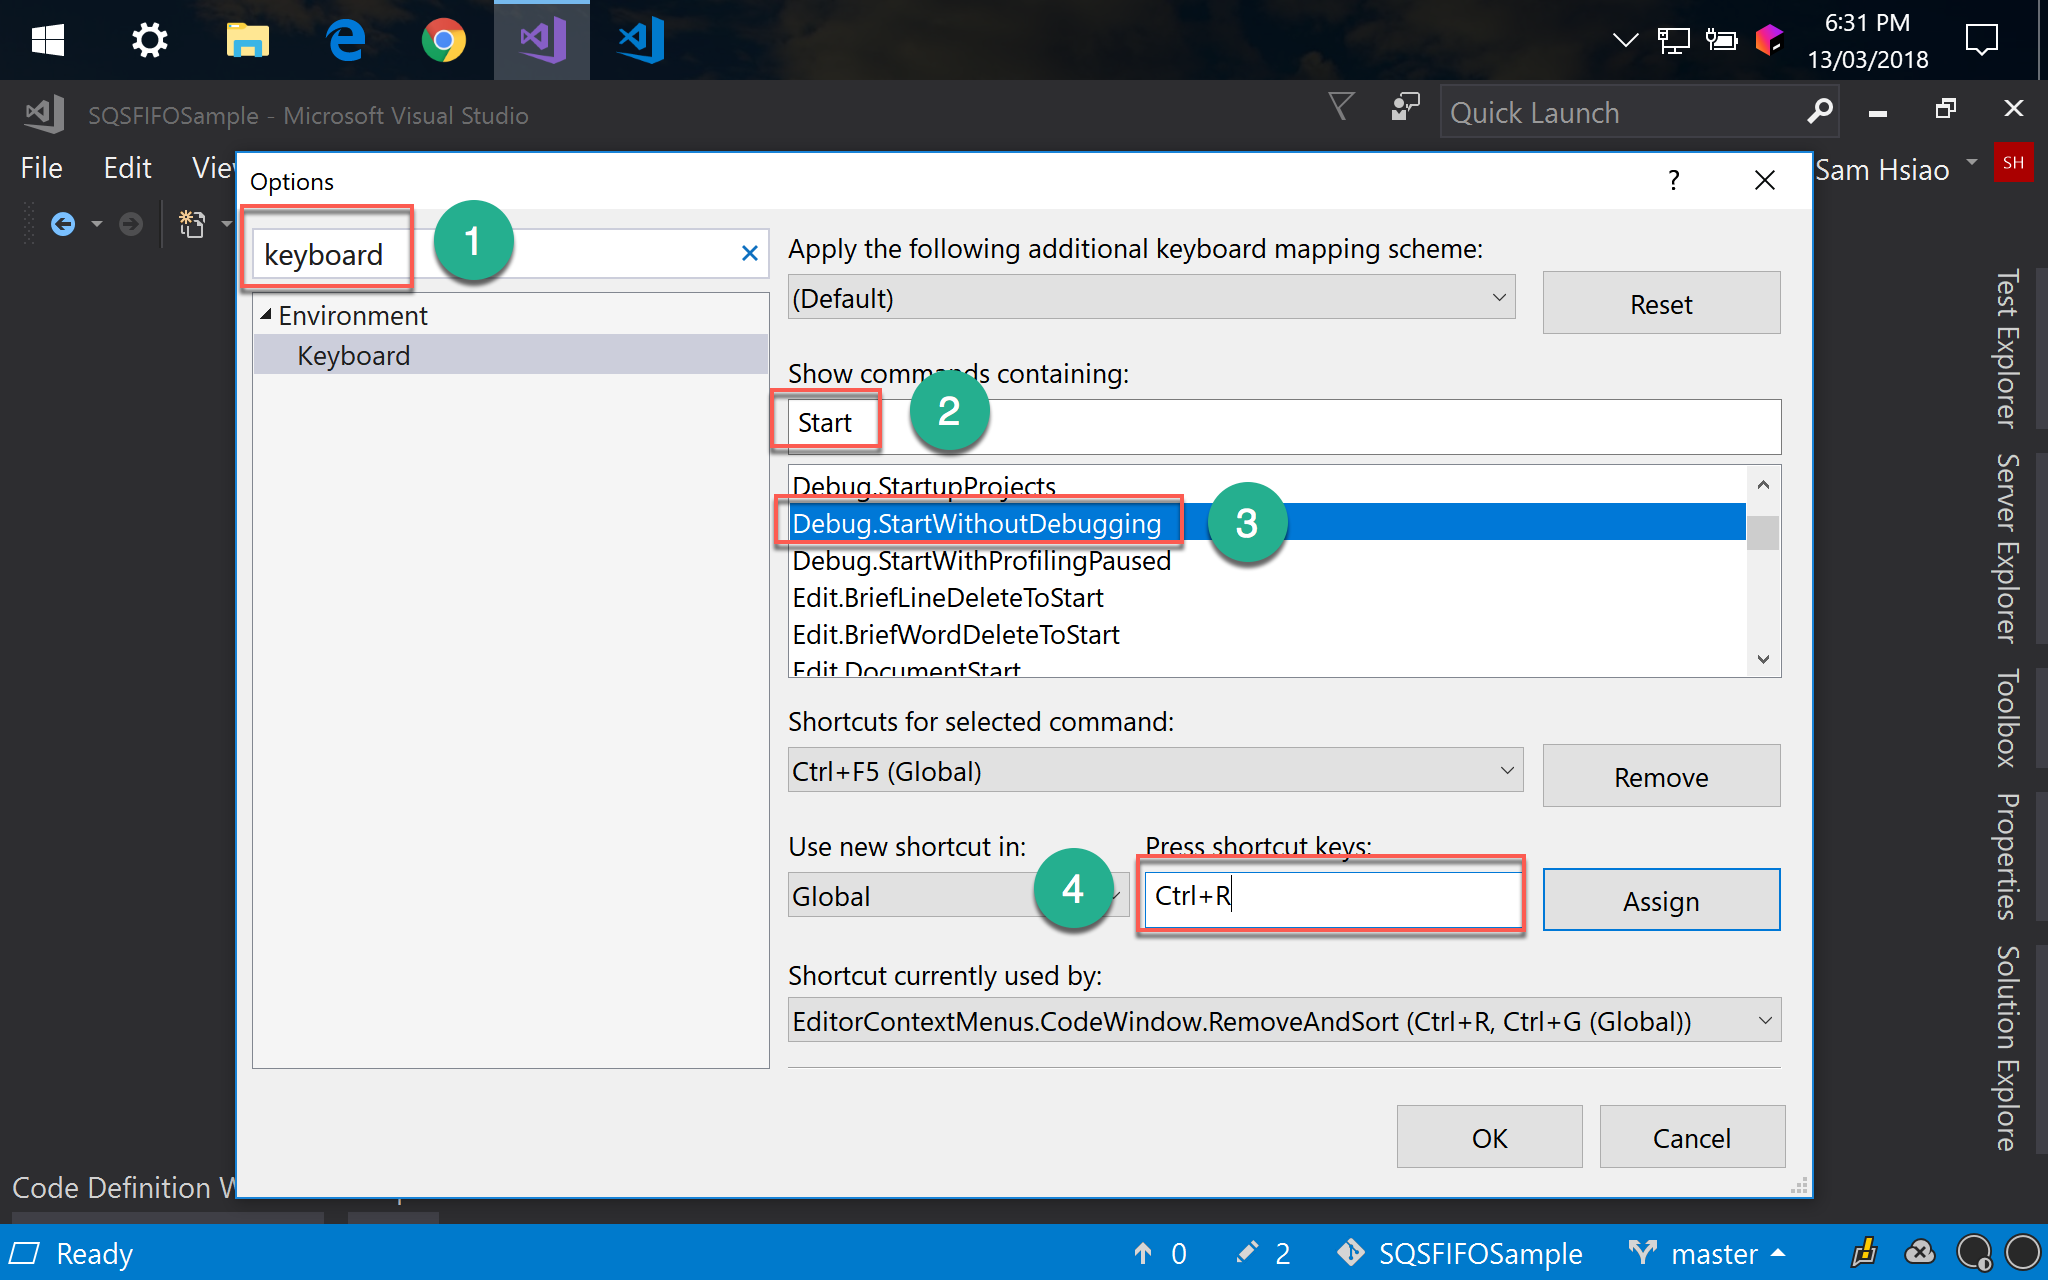 6:31 PM
13/03/2018
SQSFIFOSample - Microsoft Visual Studio
Quick Launch
File Edit
Sam Hsiao SH
Options ?
keyboard 1
Environment
Keyboard
Apply the following additional keyboard mapping scheme:
(Default)
Reset
Show commands containing:
Start 2
Debug.StartupProjects
Debug.StartWithoutDebugging 3
Debug.StartWithProfilingPaused
Edit.BriefLineDeleteToStart
Edit.BriefWordDeleteToStart
Edit.DocumentStart
Shortcuts for selected command:
Ctrl+F5 (Global)
Remove
Use new shortcut in: Press shortcut keys:
Global 4 Ctrl+R
Assign
Shortcut currently used by:
EditorContextMenus.CodeWindow.RemoveAndSort (Ctrl+R, Ctrl+G (Global))
OK Cancel
Test Explorer
Server Explorer
Toolbox
Properties
Solution Explore
Code Definition
Ready 0 2 SQSFIFOSample master